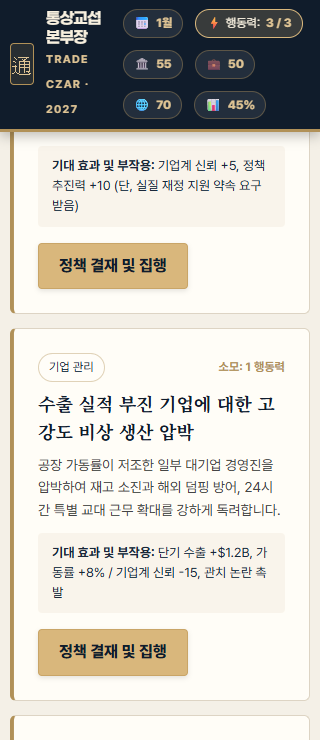 通
통상교섭
본부장
TRADE
CZAR ·
2027
1월
행동력: 3 / 3
55
50
70
45%
기대 효과 및 부작용: 기업계 신뢰 +5, 정책
추진력 +10 (단, 실질 재정 지원 약속 요구
받음)
정책 결재 및 집행
기업 관리
소모: 1 행동력
수출 실적 부진 기업에 대한 고
강도 비상 생산 압박
공장 가동률이 저조한 일부 대기업 경영진을
압박하여 재고 소진과 해외 덤핑 방어, 24시
간 특별 교대 근무 확대를 강하게 독려합니다.
기대 효과 및 부작용: 단기 수출 +$1.2B, 가
동률 +8% / 기업계 신뢰 -15, 관치 논란 촉
발
정책 결재 및 집행